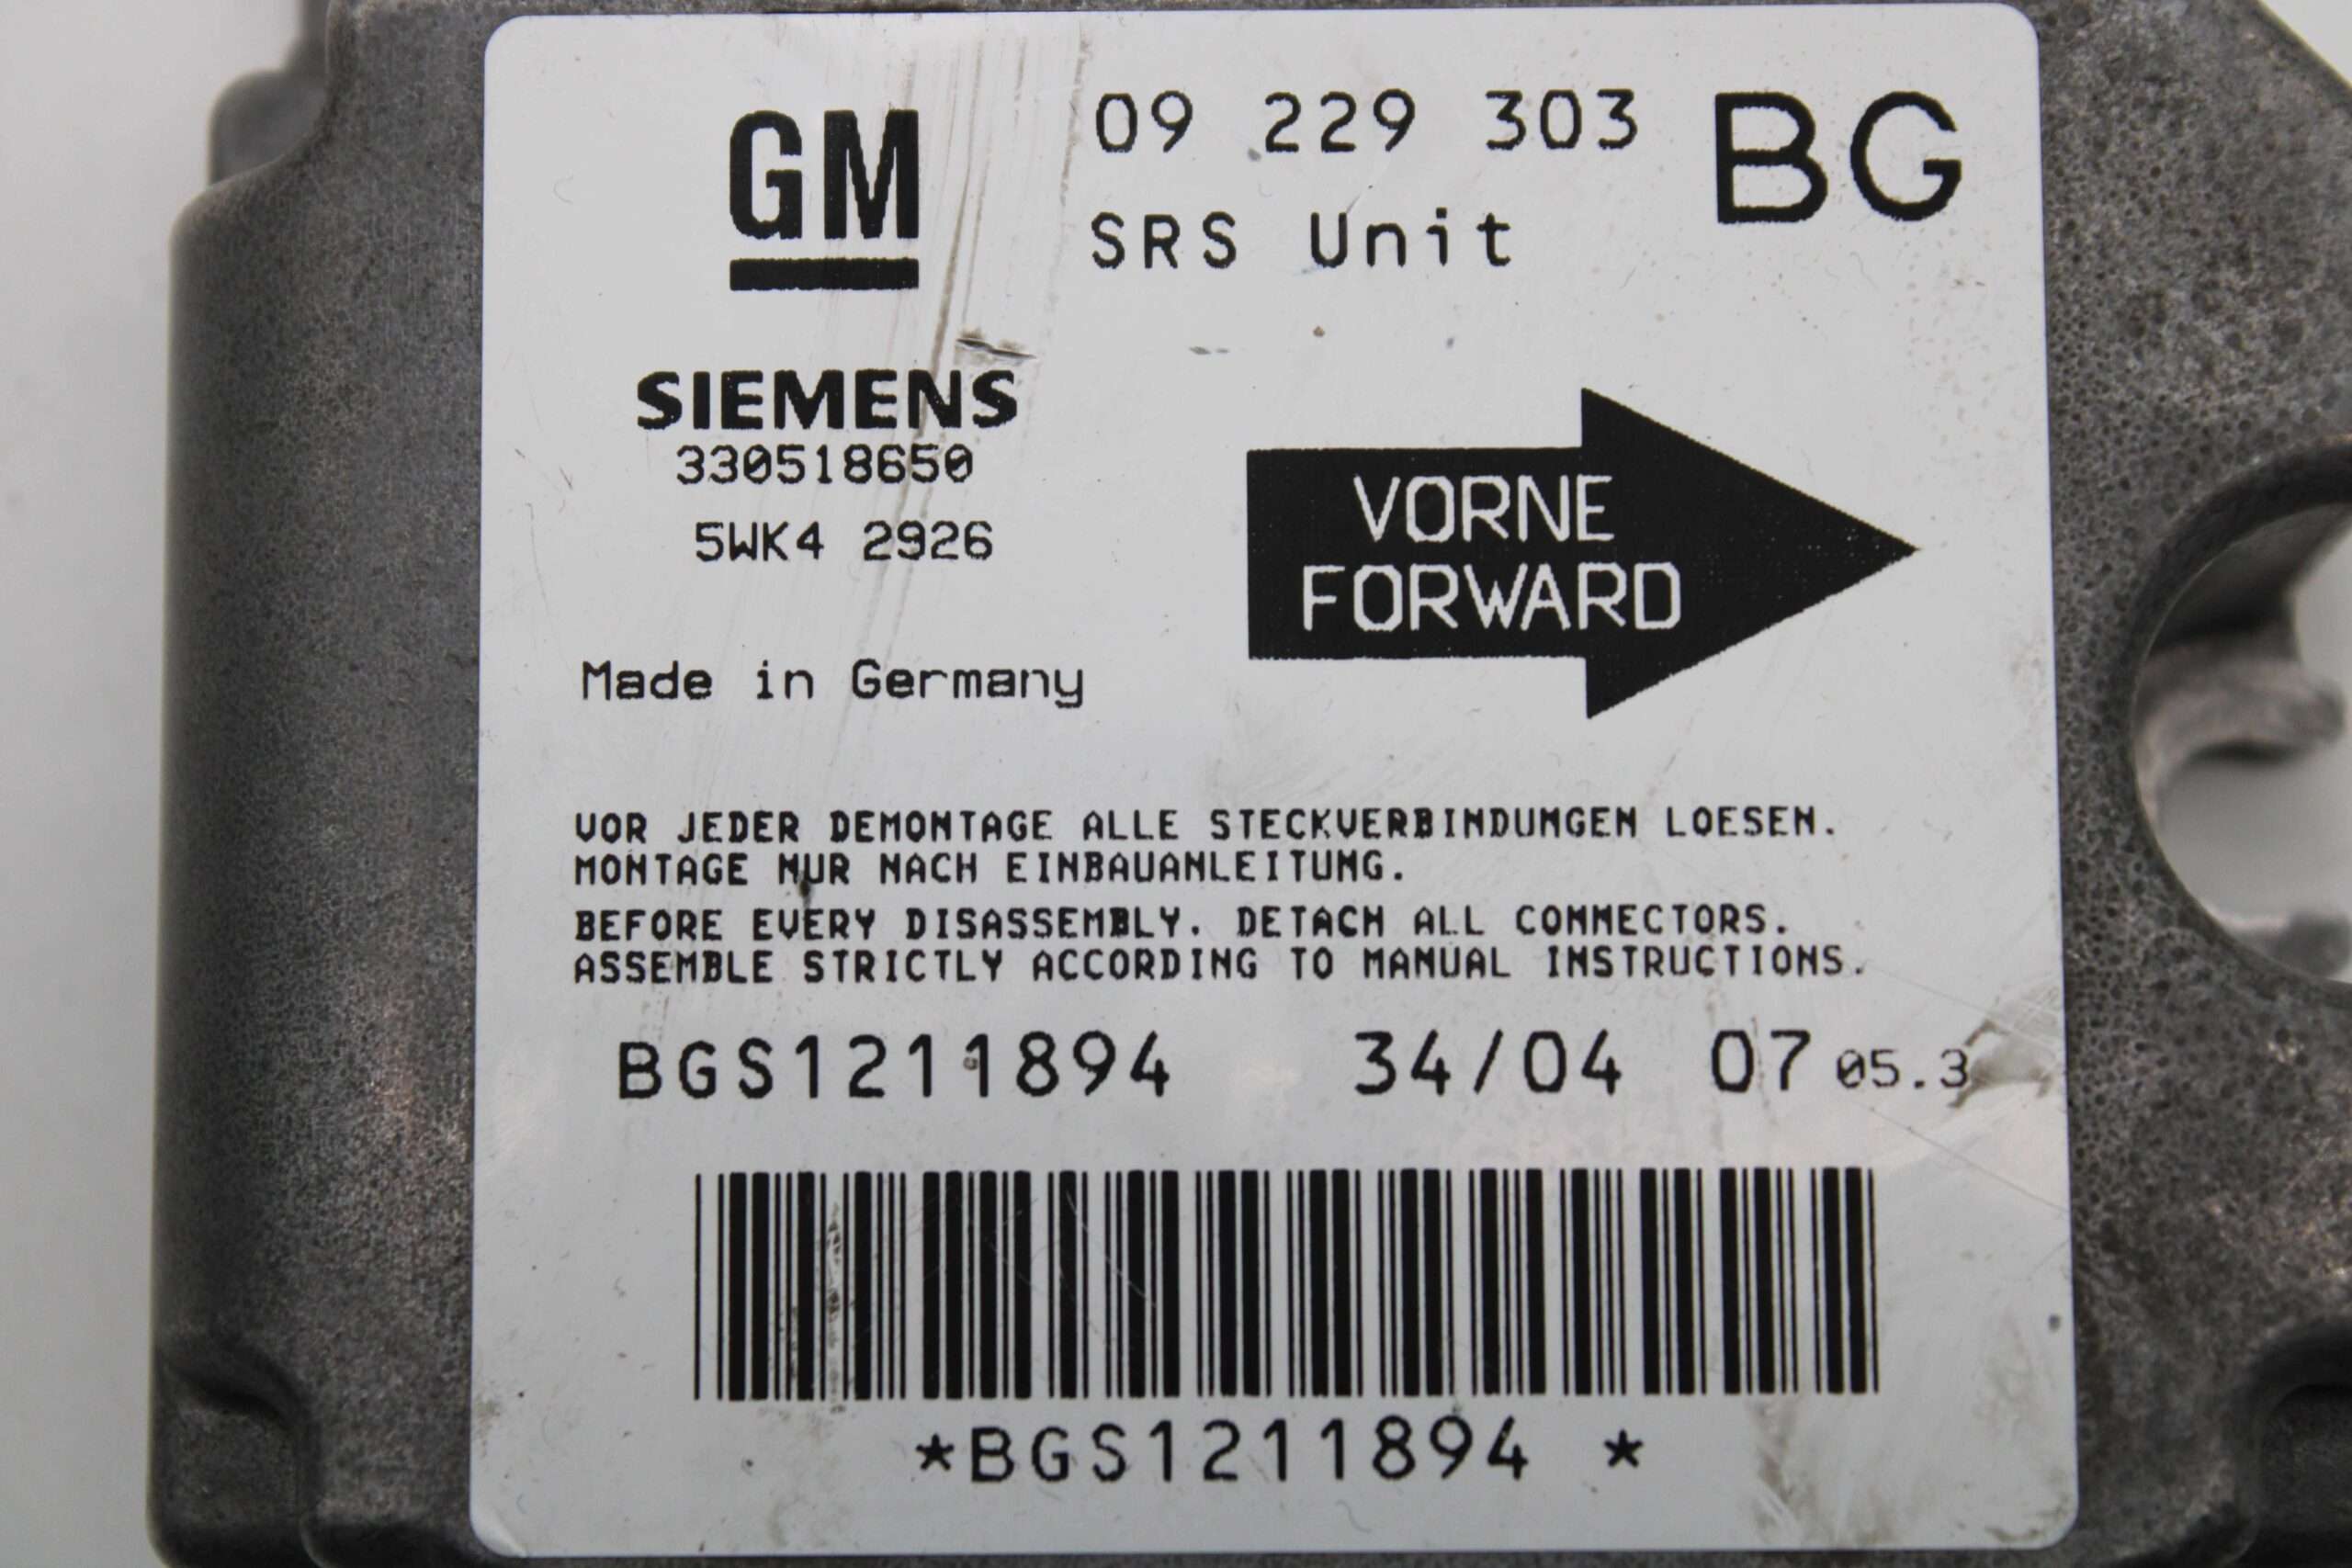 GM
09 229 303 BG
SRS Unit
SIEMENS
330518650
5WK4 2926
VORNE
FORWARD
Made in Germany
VOR JEDER DEMONTAGE ALLE STECKVERBINDUNGEN LOESEN.
MONTAGE NUR NACH EINBAUANLEITUNG.
BEFORE EVERY DISASSEMBLY. DETACH ALL CONNECTORS.
ASSEMBLE STRICTLY ACCORDING TO MANUAL INSTRUCTIONS.
BGS1211894 34/04 07 05.3
*BGS1211894 *